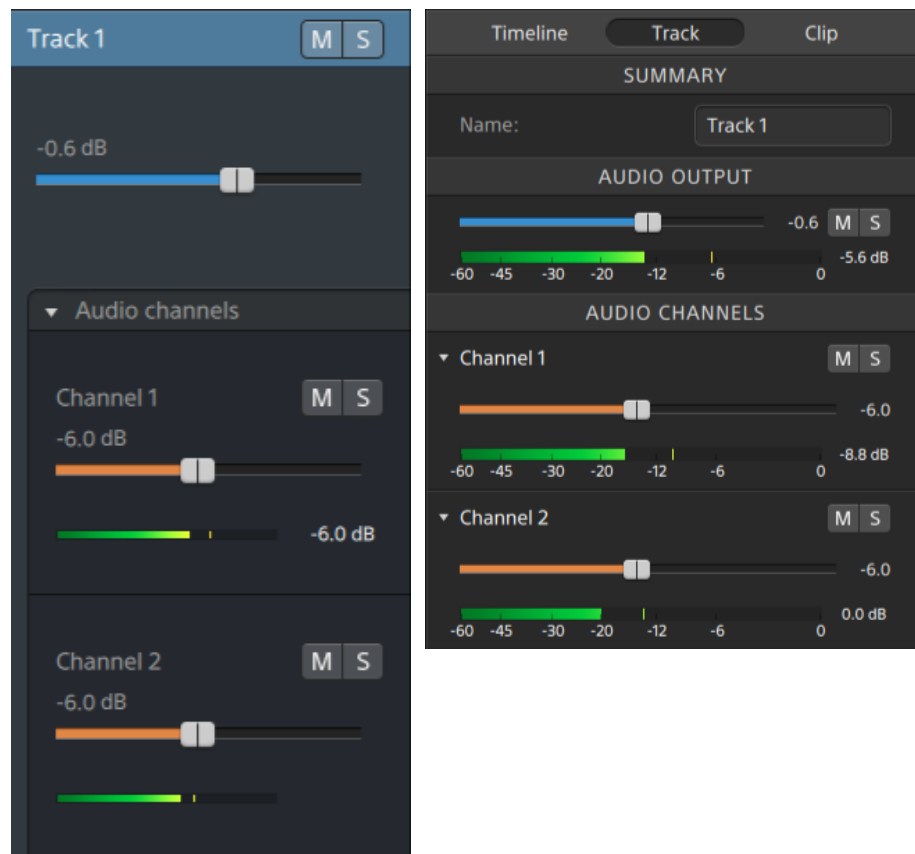 Track 1 M S
-0.6 dB
Audio channels
Channel 1 M S
-6.0 dB
-6.0 dB
Channel 2 M S
-6.0 dB
Timeline Track Clip
SUMMARY
Name: Track 1
AUDIO OUTPUT
-0.6 M S
-5.6 dB
-60 -45 -30 -20 -12 -6 0
AUDIO CHANNELS
Channel 1 M S
-6.0
-8.8 dB
-60 -45 -30 -20 -12 -6 0
Channel 2 M S
-6.0
0.0 dB
-60 -45 -30 -20 -12 -6 0